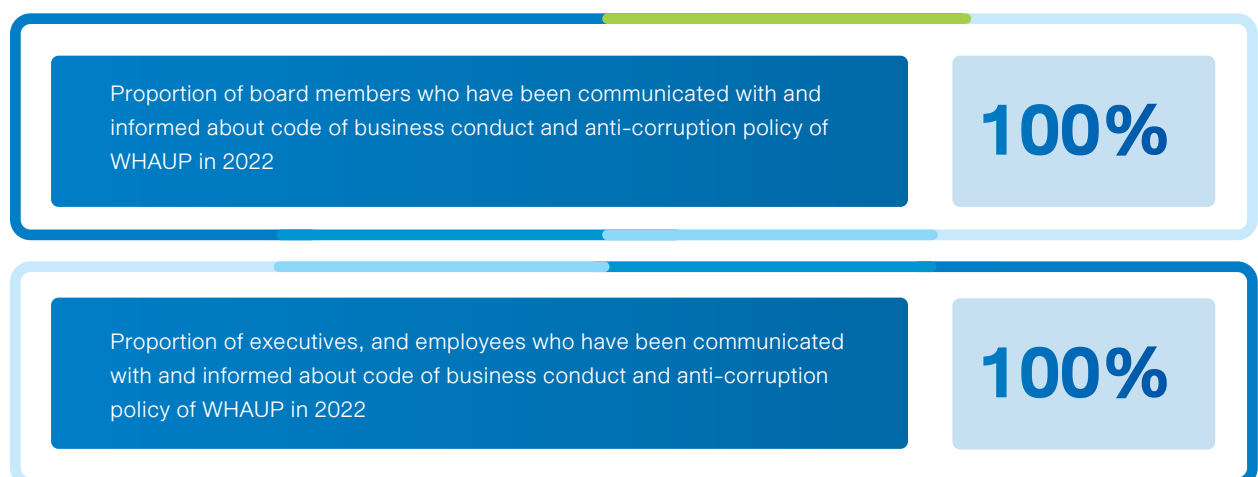 Proportion of board members who have been communicated with and
informed about code of business conduct and anti-corruption policy of
WHAUP in 2022
100%
Proportion of executives, and employees who have been communicated
with and informed about code of business conduct and anti-corruption
policy of WHAUP in 2022
100%